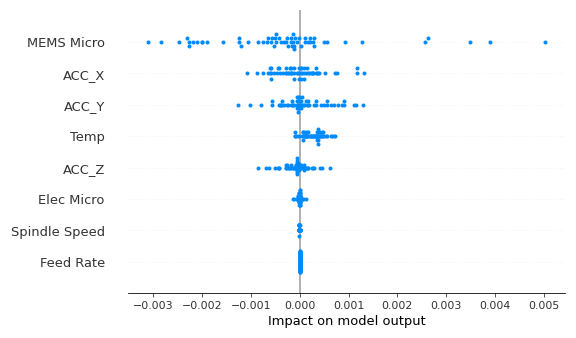 MEMS Micro
ACC_X
ACC_Y
Temp
ACC_Z
Elec Micro
Spindle Speed
Feed Rate
−0.003 −0.002 −0.001 0.000 0.001 0.002 0.003 0.004 0.005
Impact on model output